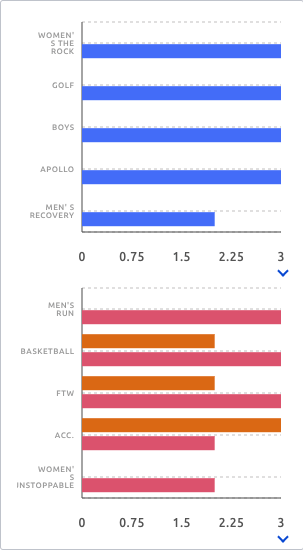 WOMEN'
S THE
ROCK
GOLF
BOYS
APOLLO
MEN' S
RECOVERY
0 0.75 1.5 2.25 3
MEN'S
RUN
BASKETBALL
FTW
ACC.
WOMEN'
S
INSTOPPABLE
0 0.75 1.5 2.25 3